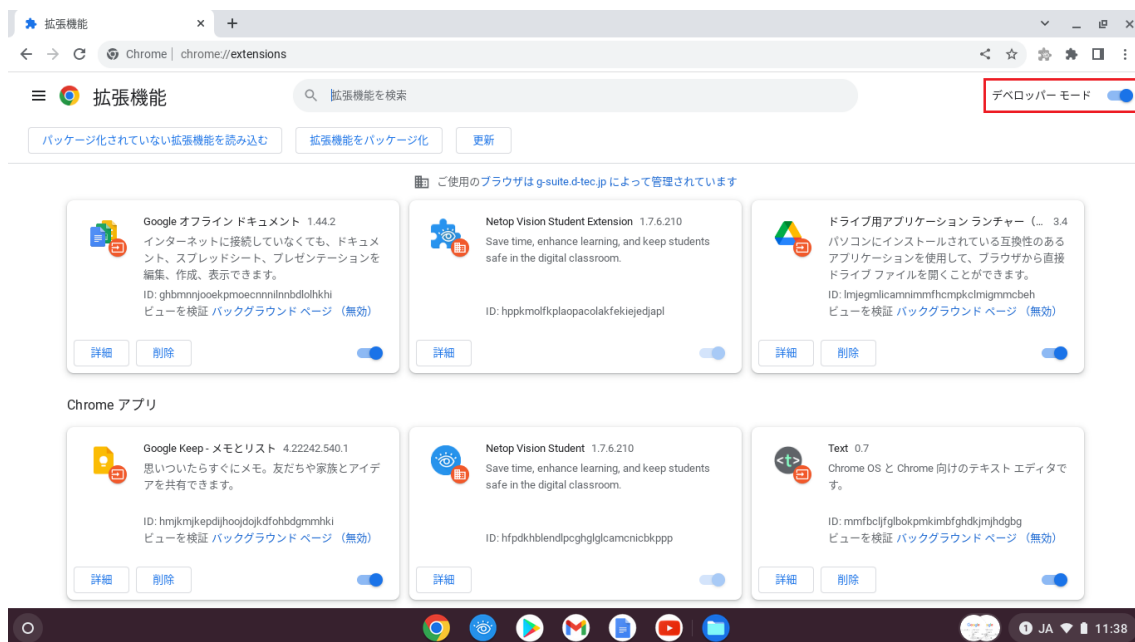 拡張機能
Chrome | chrome://extensions
拡張機能
拡張機能を検索
デベロッパー モード
パッケージ化されていない拡張機能を読み込む
拡張機能をパッケージ化
更新
ご使用のブラウザは g-suite.d-tec.jp によって管理されています
Google オフライン ドキュメント 1.44.2
インターネットに接続していなくても、ドキュメ
ント、スプレッドシート、プレゼンテーションを
編集、作成、表示できます。
ID: ghbmnnjooekpmoecnnnilnnbdlolhkhi
ビューを検証 バックグラウンド ページ （無効）
詳細
削除
Netop Vision Student Extension 1.7.6.210
Save time, enhance learning, and keep students
safe in the digital classroom.
ID: hppkmolfkplaopacolakfekiejedjapl
詳細
ドライブ用アプリケーション ランチャー（... 3.4
パソコンにインストールされている互換性のある
アプリケーションを使用して、ブラウザから直接
ドライブ ファイルを開くことができます。
ID: lmjegmlicamnimmfhcmpkclmigmmcbeh
ビューを検証 バックグラウンド ページ （無効）
詳細
削除
Chrome アプリ
Google Keep - メモとリスト 4.22242.540.1
思いついたらすぐにメモ。友だちや家族とアイデ
アを共有できます。
ID: hmjkmjkepdijhoojdojkdfohbdgmmhki
ビューを検証 バックグラウンド ページ （無効）
詳細
削除
Netop Vision Student 1.7.6.210
Save time, enhance learning, and keep students
safe in the digital classroom.
ID: hfpdkhblendlpcghglglcamcnicbkppp
詳細
Text 0.7
Chrome OS と Chrome 向けのテキスト エディタで
す。
ID: mmfbcljfglbokpmkimbfghdkjmjhdgbg
ビューを検証 バックグラウンド ページ （無効）
詳細
削除
1 JA 11:38